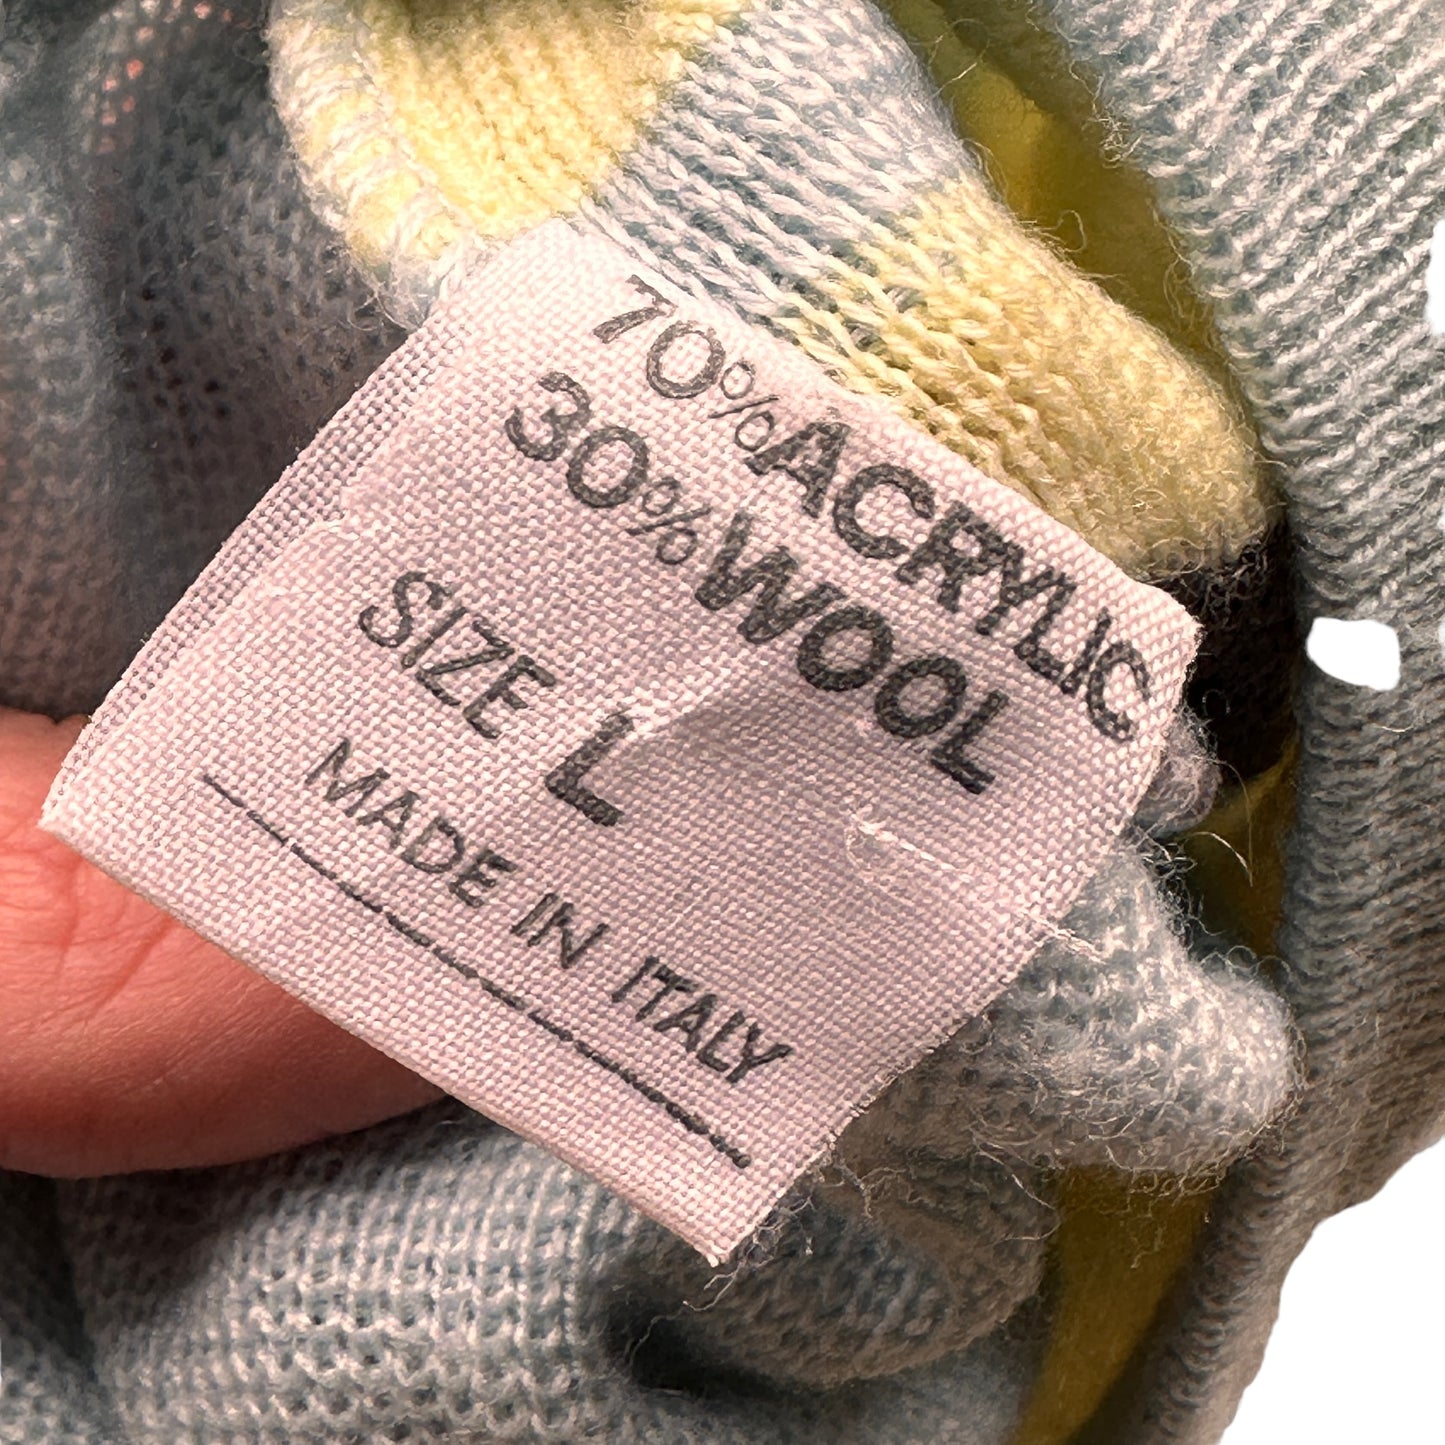 70%ACRYLIC
30%WOOL
SIZE L
MADE IN ITALY